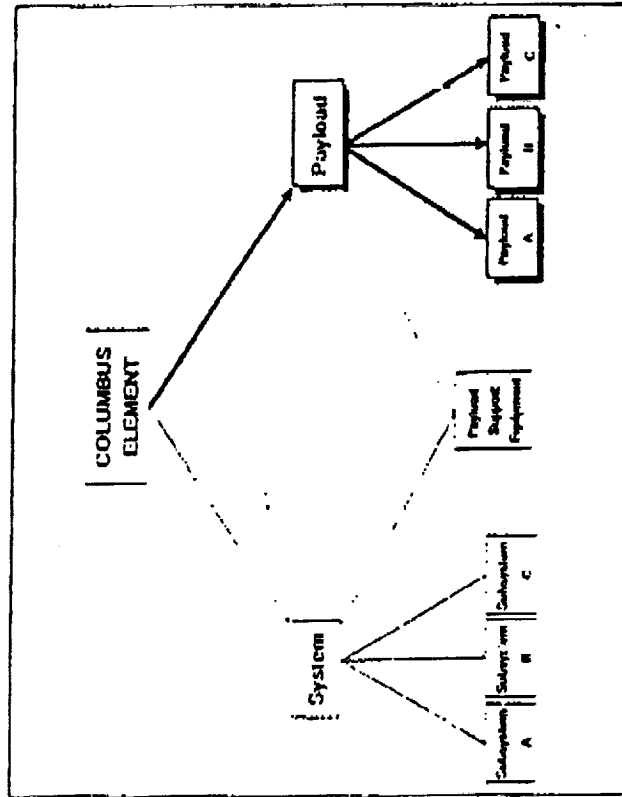 COLUMBUS
ELEMENT
System
Payload
Subsystem
A
Subsystem
B
Subsystem
C
Payload
Support
Equipment
Payload
A
Payload
B
Payload
C